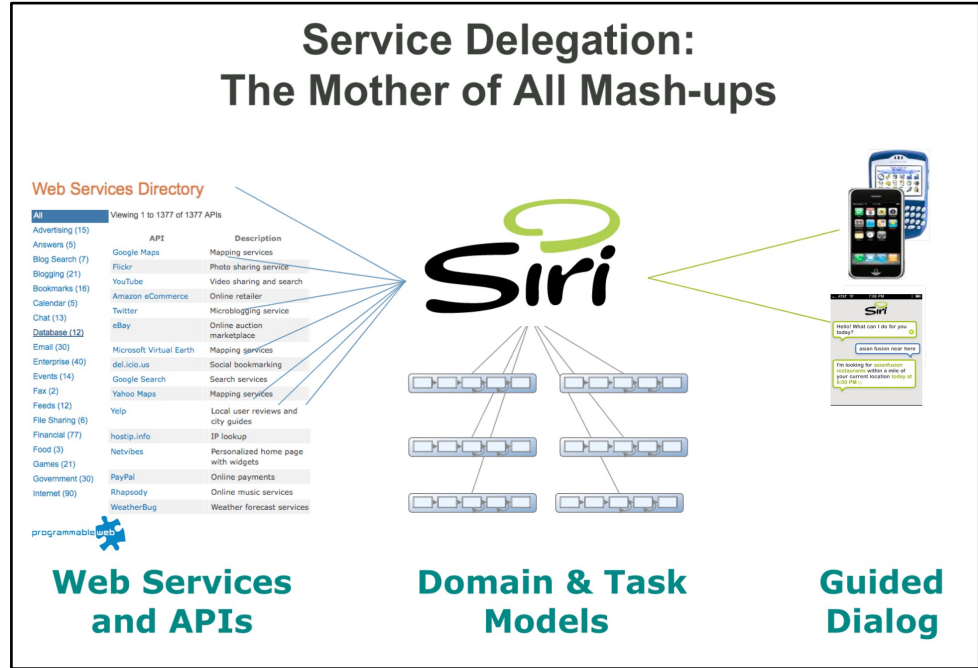 Service Delegation:
The Mother of All Mash-ups
Web Services Directory
All
Advertising (15)
Answers (5)
Blog Search (7)
Blogging (21)
Bookmarks (16)
Calendar (5)
Chat (13)
Database (12)
Email (30)
Enterprise (40)
Events (14)
Fax (2)
Feeds (12)
File Sharing (6)
Financial (77)
Food (3)
Games (21)
Government (30)
Internet (90)
Viewing 1 to 1377 of 1377 APIs
API Description
Google Maps Mapping services
Flickr Photo sharing service
YouTube Video sharing and search
Amazon eCommerce Online retailer
Twitter Microblogging service
eBay Online auction
marketplace
Microsoft Virtual Earth Mapping services
del.icio.us Social bookmarking
Google Search Search services
Yahoo Maps Mapping services
Yelp Local user reviews and
city guides
hostip.info IP lookup
Netvibes Personalized home page
with widgets
PayPal Online payments
Rhapsody Online music services
WeatherBug Weather forecast services
programmableweb
Siri
AT&T 7:08 PM
Siri
Hello! What can I do for you
today?
asian fusion near here
I'm looking for asianfusion
restaurants within a mile of
your current location today at
8:00 PM
Web Services
and APIs
Domain & Task
Models
Guided
Dialog